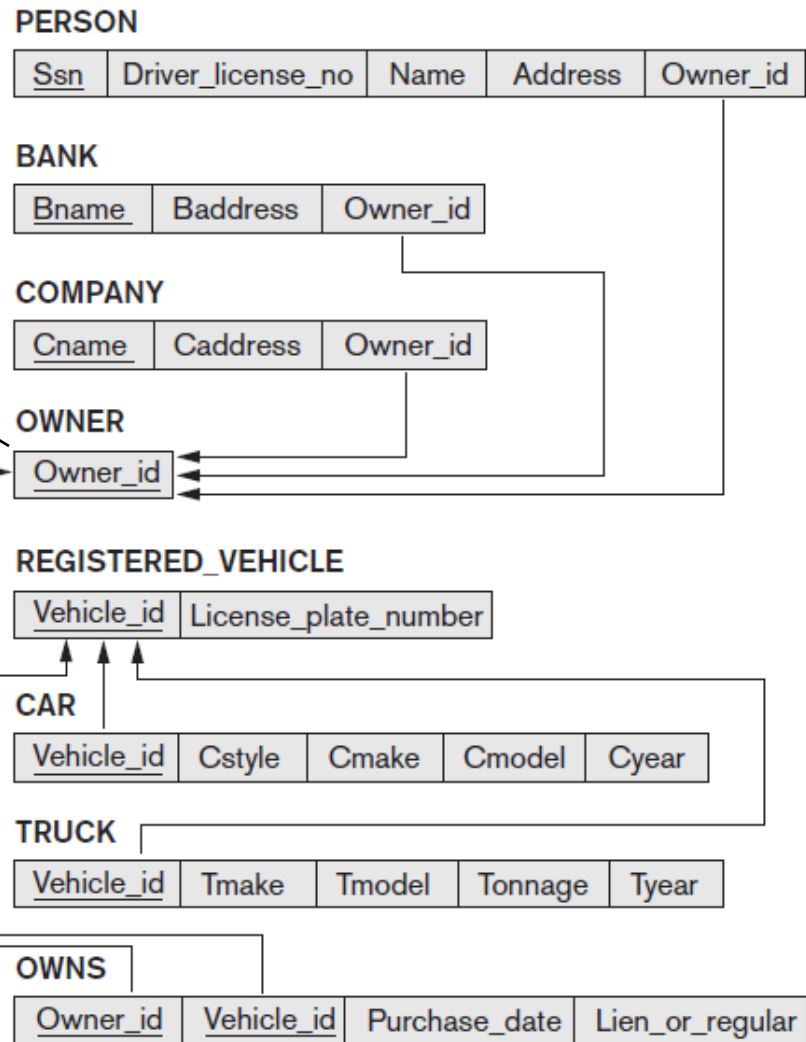 PERSON
Ssn Driver_license_no Name Address Owner_id
BANK
Bname Baddress Owner_id
COMPANY
Cname Caddress Owner_id
OWNER
Owner_id
REGISTERED_VEHICLE
Vehicle_id License_plate_number
CAR
Vehicle_id Cstyle Cmake Cmodel Cyear
TRUCK
Vehicle_id Tmake Tmodel Tonnage Tyear
OWNS
Owner_id Vehicle_id Purchase_date Lien_or_regular